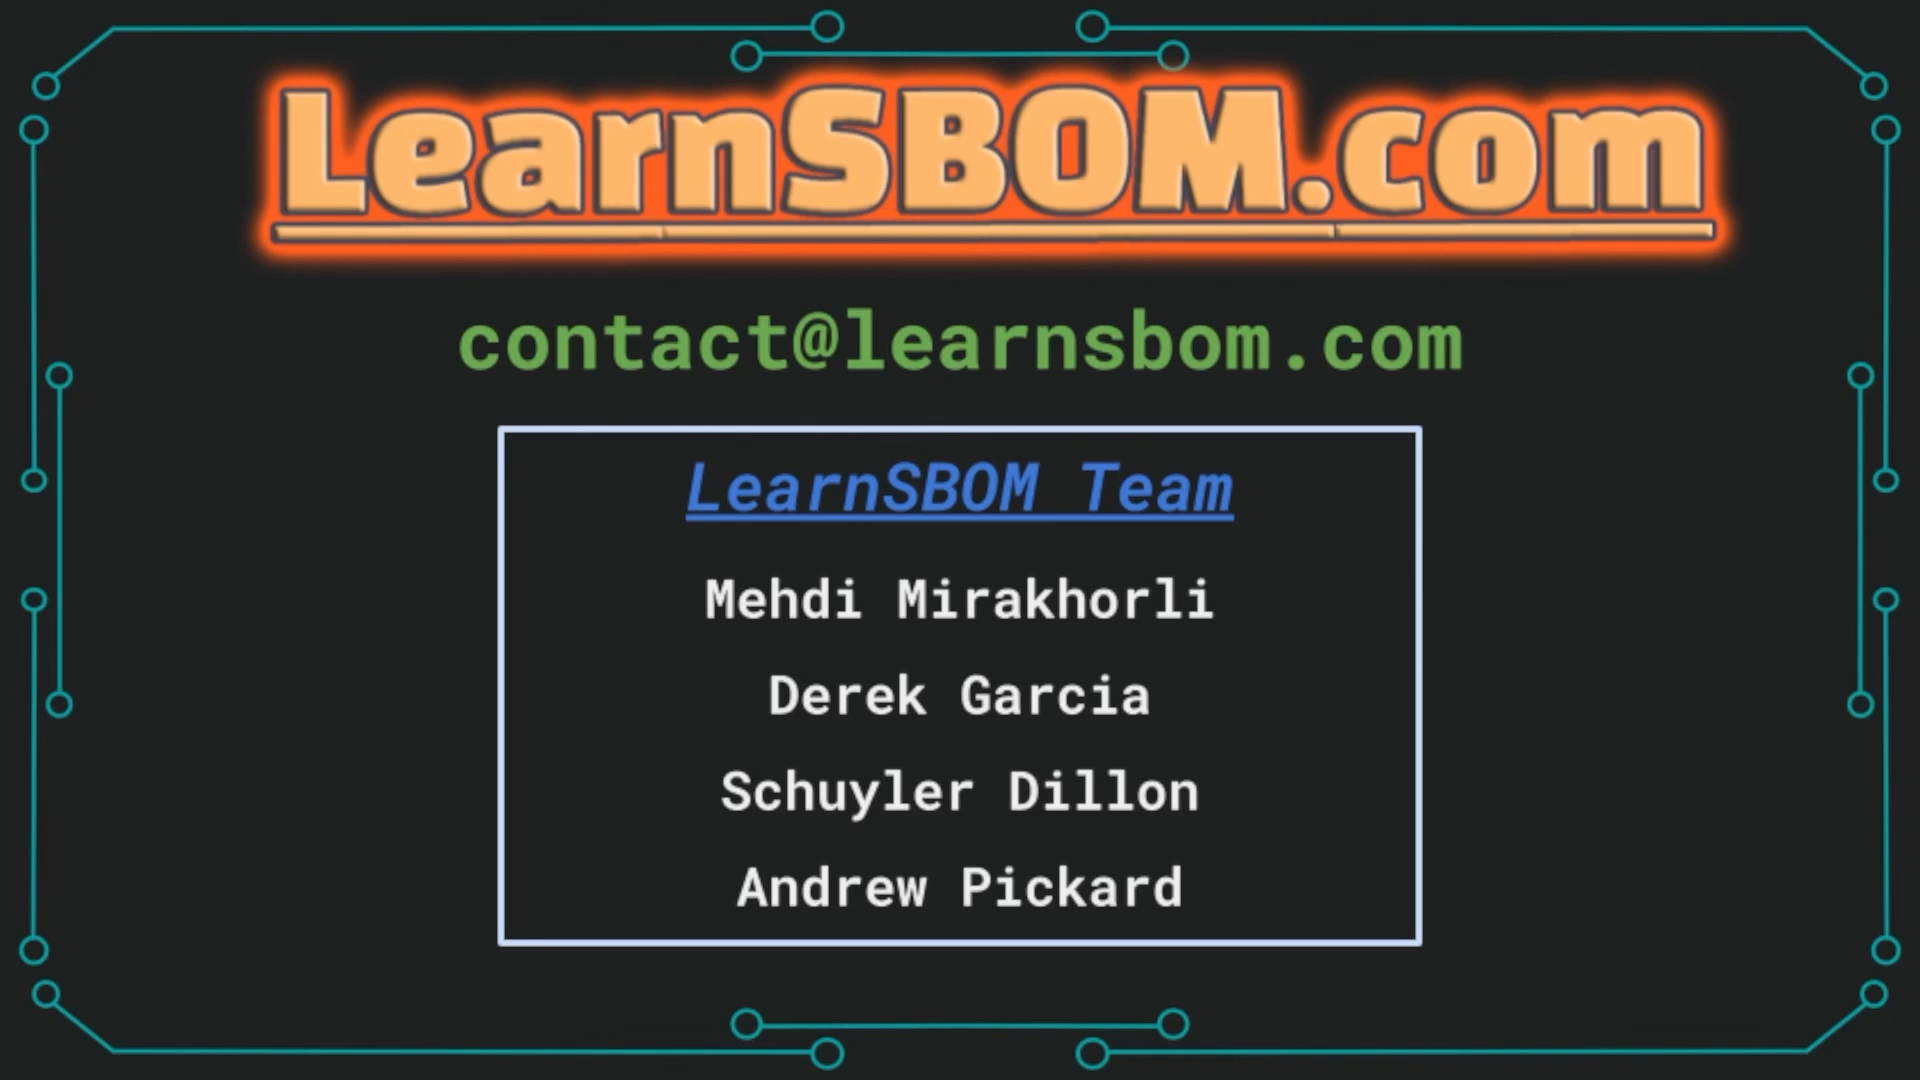 LearnSBOM.com
contact@learnsbom.com
LearnSBOM Team
Mehdi Mirakhorli
Derek Garcia
Schuyler Dillon
Andrew Pickard